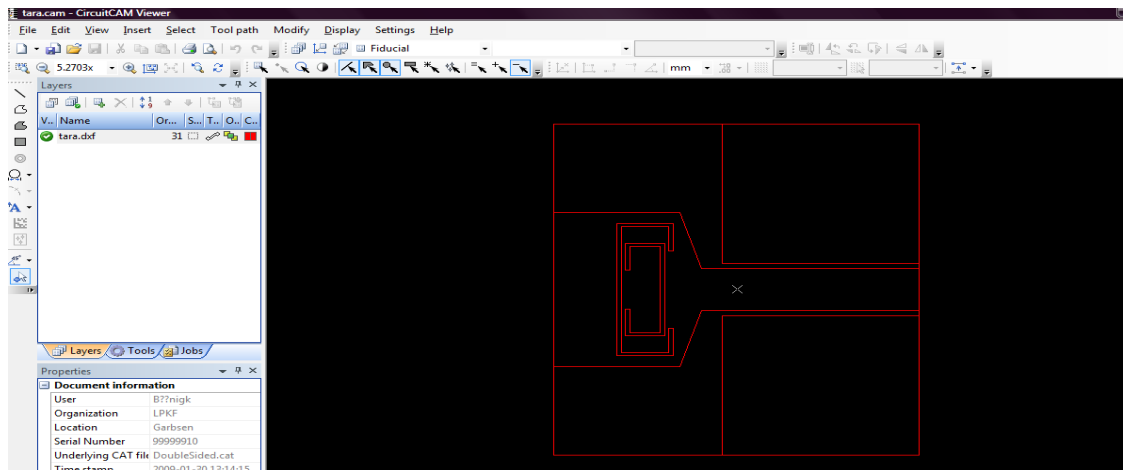 tara.cam - CircuitCAM Viewer
File Edit View Insert Select Tool path Modify Display Settings Help
Fiducial
5.2703x mm
Layers
V... Name Or... S... T... O.. C...
tara.dxf 31
Layers Tools Jobs
Properties
Document information
User B??nigk
Organization LPKF
Location Garbsen
Serial Number 99999910
Underlying CAT file DoubleSided.cat
Time stamp 2009-01-30 13:14:15